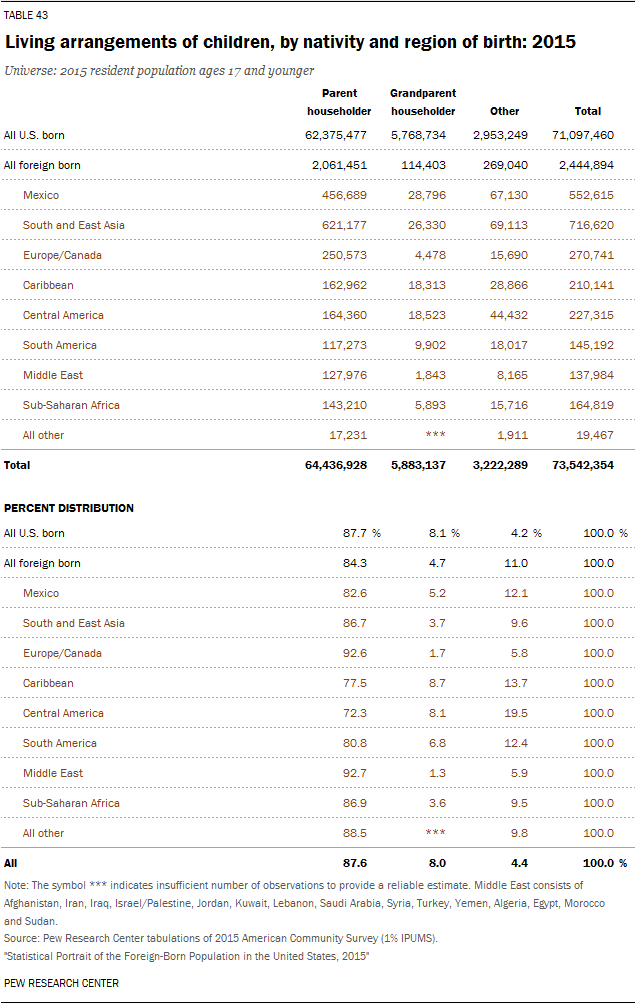 TABLE 43
Living arrangements of children, by nativity and region of birth: 2015
Universe: 2015 resident population ages 17 and younger
Parent householder Grandparent householder Other Total
All U.S. born 62,375,477 5,768,734 2,953,249 71,097,460
All foreign born 2,061,451 114,403 269,040 2,444,894
Mexico 456,689 28,796 67,130 552,615
South and East Asia 621,177 26,330 69,113 716,620
Europe/Canada 250,573 4,478 15,690 270,741
Caribbean 162,962 18,313 28,866 210,141
Central America 164,360 18,523 44,432 227,315
South America 117,273 9,902 18,017 145,192
Middle East 127,976 1,843 8,165 137,984
Sub-Saharan Africa 143,210 5,893 15,716 164,819
All other 17,231 *** 1,911 19,467
Total 64,436,928 5,883,137 3,222,289 73,542,354
PERCENT DISTRIBUTION
All U.S. born 87.7 % 8.1 % 4.2 % 100.0 %
All foreign born 84.3 4.7 11.0 100.0
Mexico 82.6 5.2 12.1 100.0
South and East Asia 86.7 3.7 9.6 100.0
Europe/Canada 92.6 1.7 5.8 100.0
Caribbean 77.5 8.7 13.7 100.0
Central America 72.3 8.1 19.5 100.0
South America 80.8 6.8 12.4 100.0
Middle East 92.7 1.3 5.9 100.0
Sub-Saharan Africa 86.9 3.6 9.5 100.0
All other 88.5 *** 9.8 100.0
All 87.6 8.0 4.4 100.0 %
Note: The symbol *** indicates insufficient number of observations to provide a reliable estimate. Middle East consists of
Afghanistan, Iran, Iraq, Israel/Palestine, Jordan, Kuwait, Lebanon, Saudi Arabia, Syria, Turkey, Yemen, Algeria, Egypt, Morocco
and Sudan.
Source: Pew Research Center tabulations of 2015 American Community Survey (1% IPUMS).
"Statistical Portrait of the Foreign-Born Population in the United States, 2015"
PEW RESEARCH CENTER